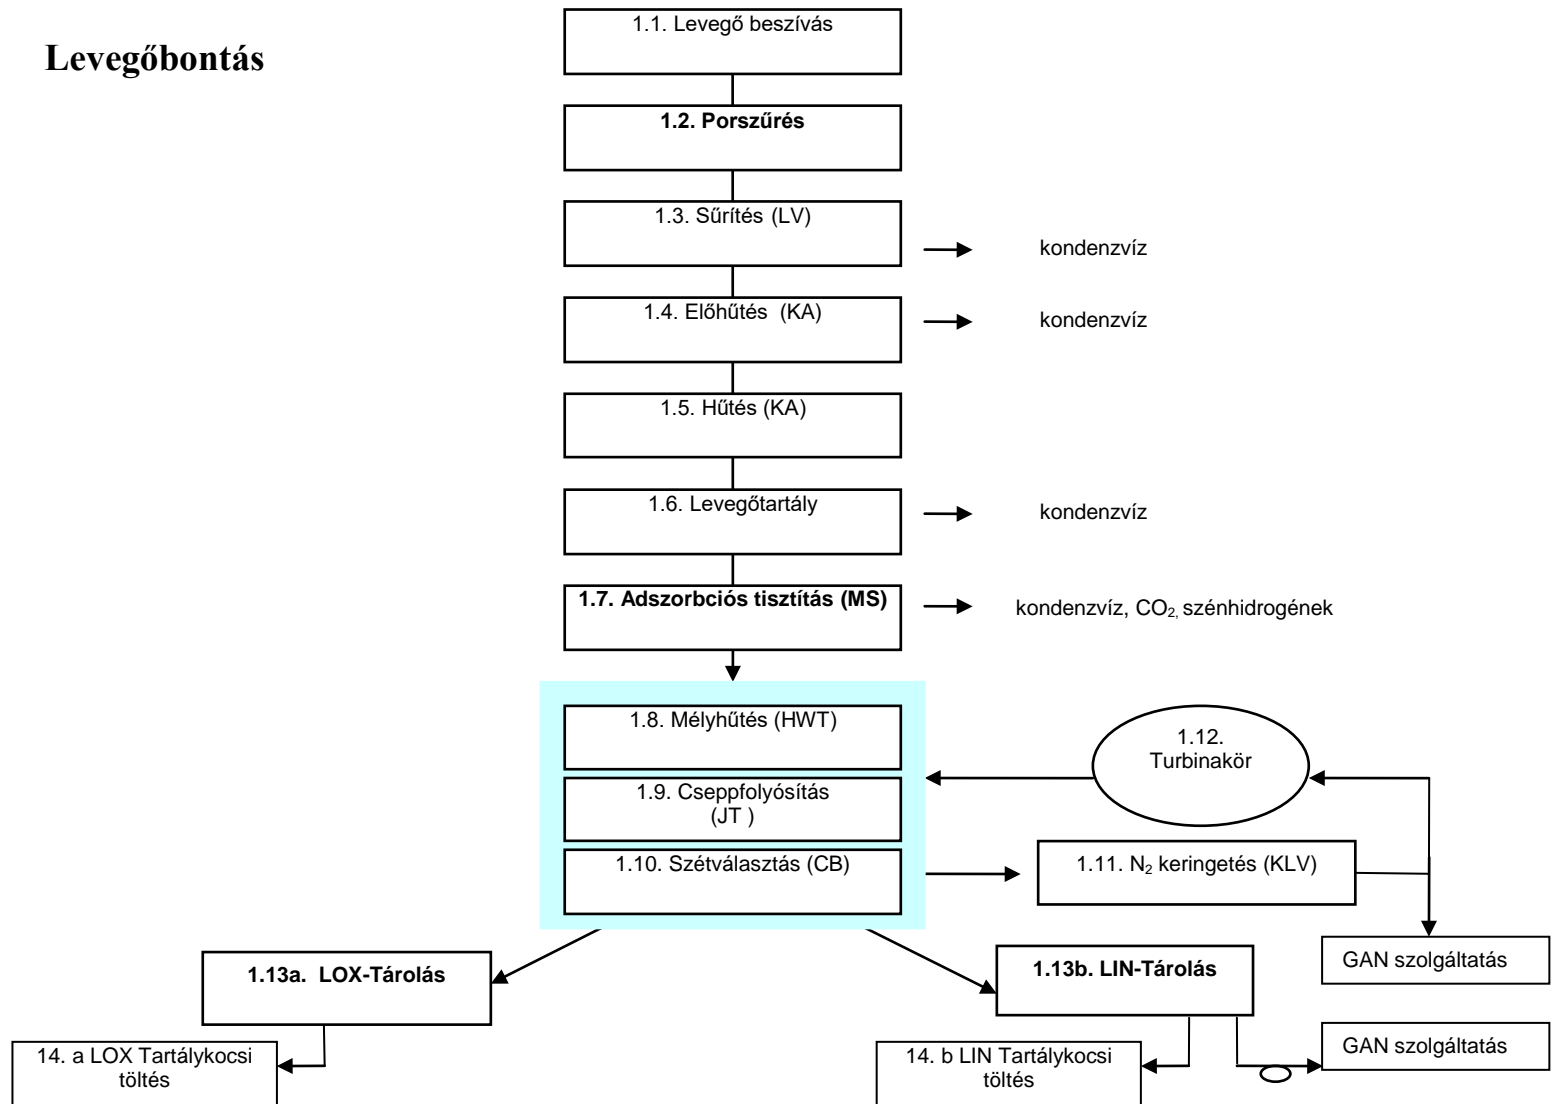 Levegőbontás
1.1. Levegő beszívás
1.2. Porszűrés
1.3. Sűrítés (LV)
kondenzvíz
1.4. Előhűtés (KA)
kondenzvíz
1.5. Hűtés (KA)
1.6. Levegőtartály
kondenzvíz
1.7. Adszorbciós tisztítás (MS)
kondenzvíz, CO₂, szénhidrogének
1.8. Mélyhűtés (HWT)
1.12.
Turbinakör
1.9. Cseppfolyósítás
(JT )
1.10. Szétválasztás (CB)
1.11. N₂ keringetés (KLV)
1.13a. LOX-Tárolás
1.13b. LIN-Tárolás
GAN szolgáltatás
14. a LOX Tartálykocsi
töltés
14. b LIN Tartálykocsi
töltés
GAN szolgáltatás